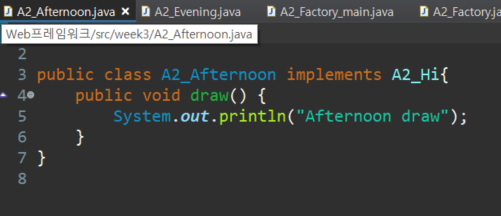 A2_Afternoon.java A2_Evening.java A2_Factory_main.java A2_Factory.ja
Web프레임워크/src/week3/A2_Afternoon.java
2
3 public class A2_Afternoon implements A2_Hi{
4 public void draw() {
5 System.out.println("Afternoon draw");
6 }
7 }
8